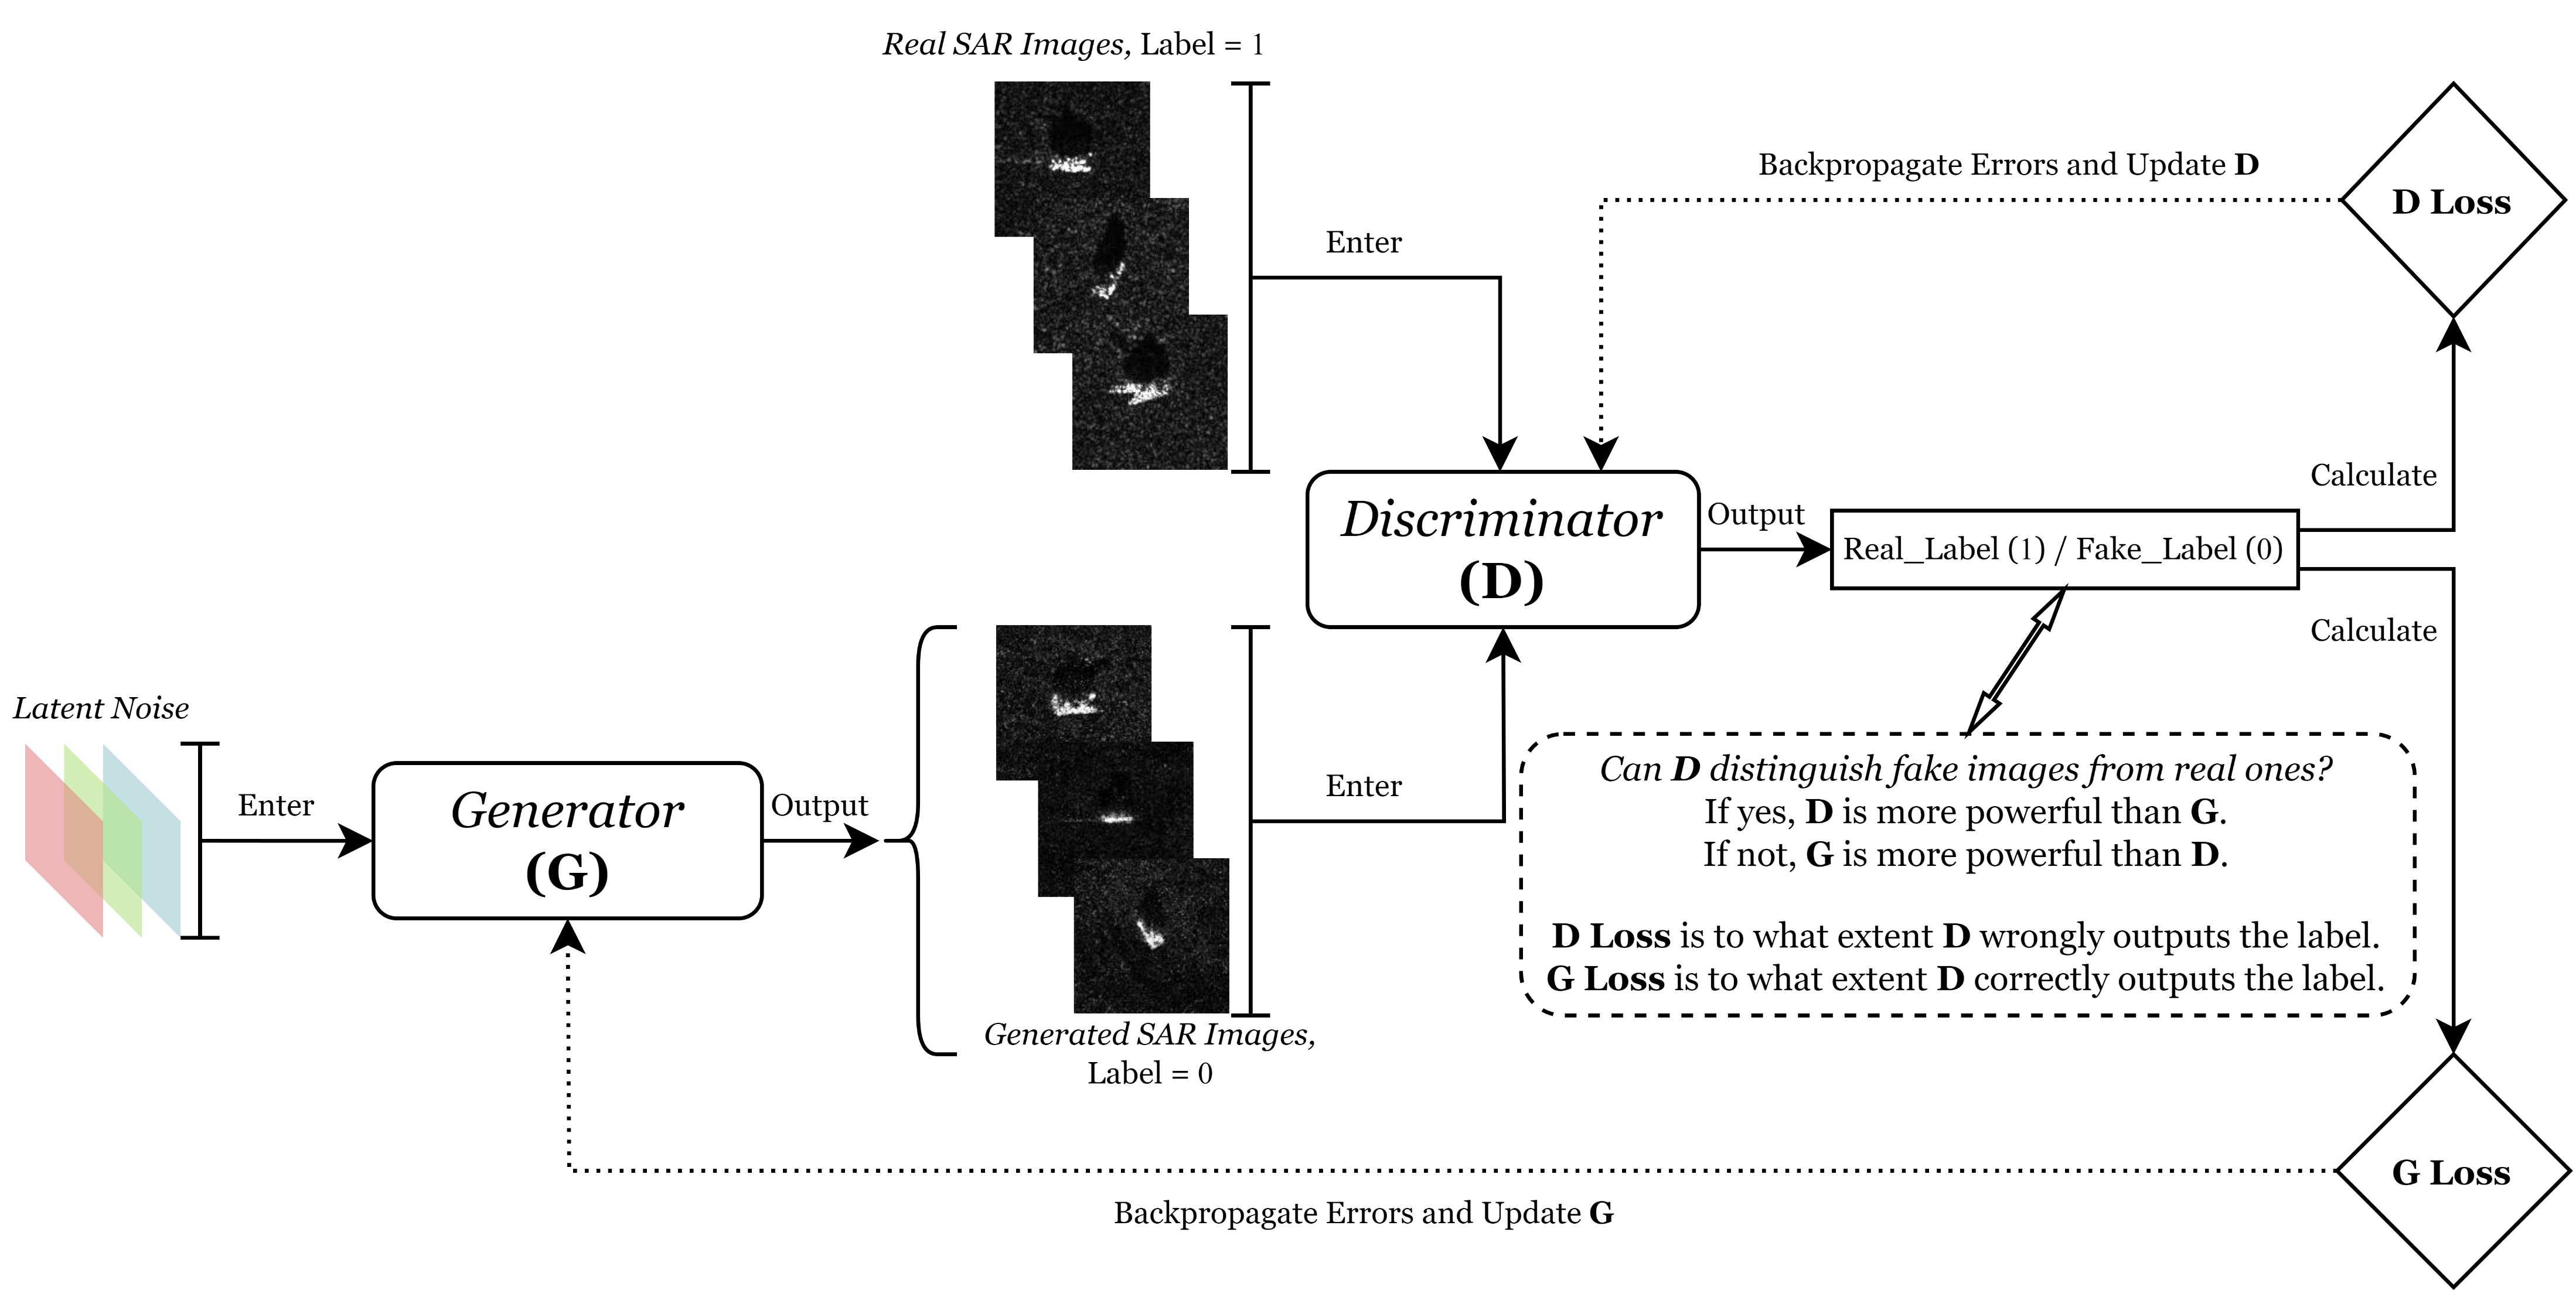 Real SAR Images, Label = 1
Backpropagate Errors and Update D
D Loss
Enter
Calculate
Discriminator
(D)
Output
Real_Label (1) / Fake_Label (0)
Calculate
Latent Noise
Enter
Generator
(G)
Output
Enter
Generated SAR Images,
Label = 0
Can D distinguish fake images from real ones?
If yes, D is more powerful than G.
If not, G is more powerful than D.
D Loss is to what extent D wrongly outputs the label.
G Loss is to what extent D correctly outputs the label.
G Loss
Backpropagate Errors and Update G